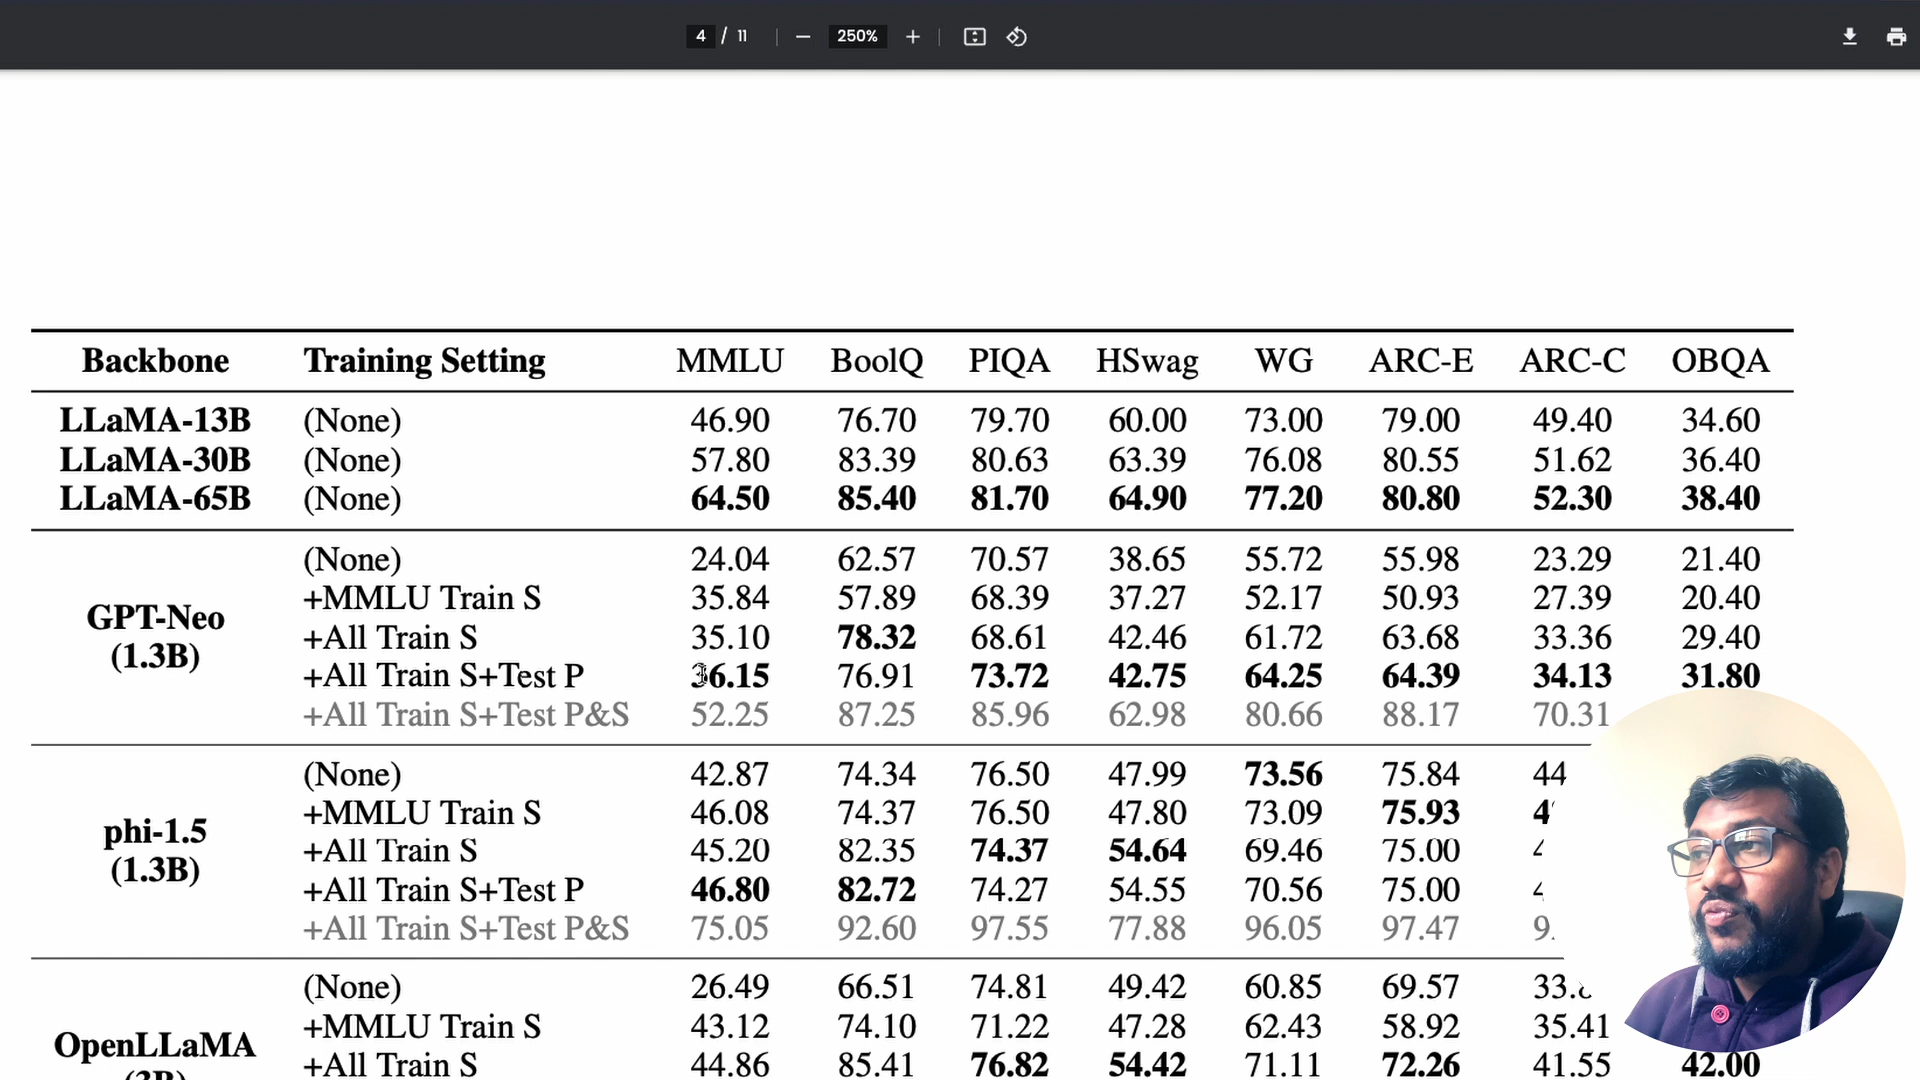 4 / 11 — 250% +
Backbone Training Setting MMLU BoolQ PIQA HSwag WG ARC-E ARC-C OBQA
LLaMA-13B (None) 46.90 76.70 79.70 60.00 73.00 79.00 49.40 34.60
LLaMA-30B (None) 57.80 83.39 80.63 63.39 76.08 80.55 51.62 36.40
LLaMA-65B (None) 64.50 85.40 81.70 64.90 77.20 80.80 52.30 38.40
GPT-Neo (1.3B)
(None) 24.04 62.57 70.57 38.65 55.72 55.98 23.29 21.40
+MMLU Train S 35.84 57.89 68.39 37.27 52.17 50.93 27.39 20.40
+All Train S 35.10 78.32 68.61 42.46 61.72 63.68 33.36 29.40
+All Train S+Test P 36.15 76.91 73.72 42.75 64.25 64.39 34.13 31.80
+All Train S+Test P&S 52.25 87.25 85.96 62.98 80.66 88.17 70.31
phi-1.5 (1.3B)
(None) 42.87 74.34 76.50 47.99 73.56 75.84 44
+MMLU Train S 46.08 74.37 76.50 47.80 73.09 75.93
+All Train S 45.20 82.35 74.37 54.64 69.46 75.00
+All Train S+Test P 46.80 82.72 74.27 54.55 70.56 75.00
+All Train S+Test P&S 75.05 92.60 97.55 77.88 96.05 97.47 9
OpenLLaMA
(None) 26.49 66.51 74.81 49.42 60.85 69.57 33.
+MMLU Train S 43.12 74.10 71.22 47.28 62.43 58.92 35.41
+All Train S 44.86 85.41 76.82 54.42 71.11 72.26 41.55 42.00